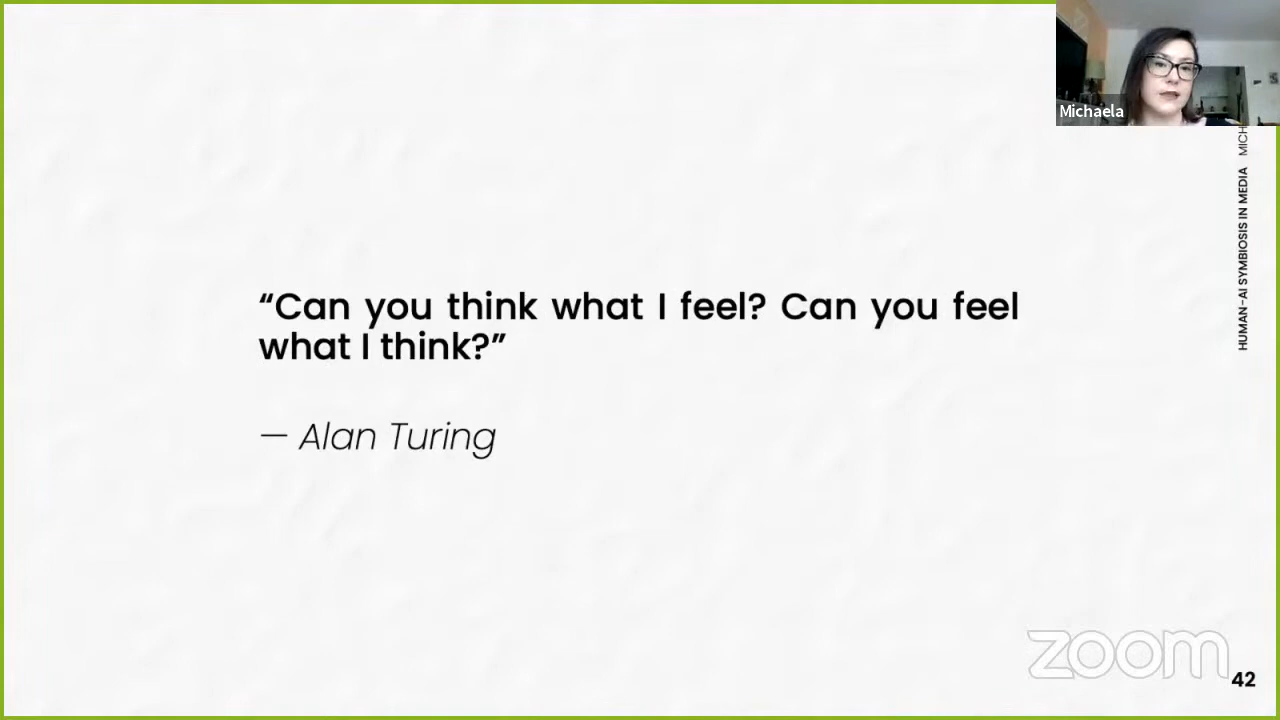 Michaela
HUMAN-AI SYMBIOSIS IN MEDIA MICH
“Can you think what I feel? Can you feel
what I think?”
— Alan Turing
zoom
42